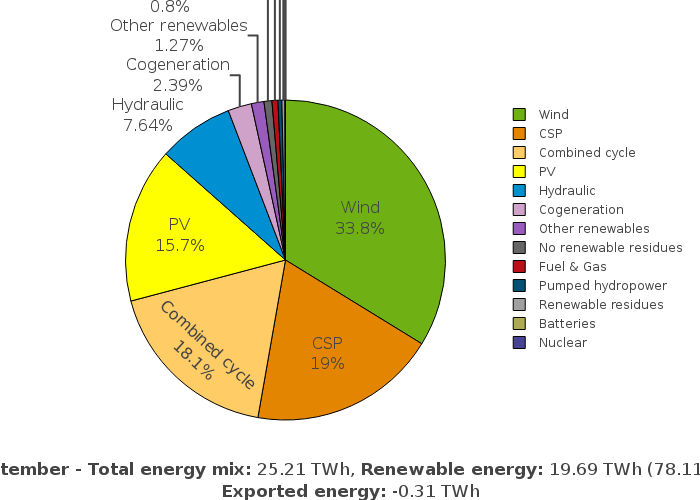 0.8%
Other renewables
1.27%
Cogeneration
2.39%
Hydraulic
7.64%
Wind
33.8%
PV
15.7%
CSP
19%
Combined cycle
18.1%
Wind
CSP
Combined cycle
PV
Hydraulic
Cogeneration
Other renewables
No renewable residues
Fuel & Gas
Pumped hydropower
Renewable residues
Batteries
Nuclear
tember - Total energy mix: 25.21 TWh, Renewable energy: 19.69 TWh (78.11
Exported energy: -0.31 TWh